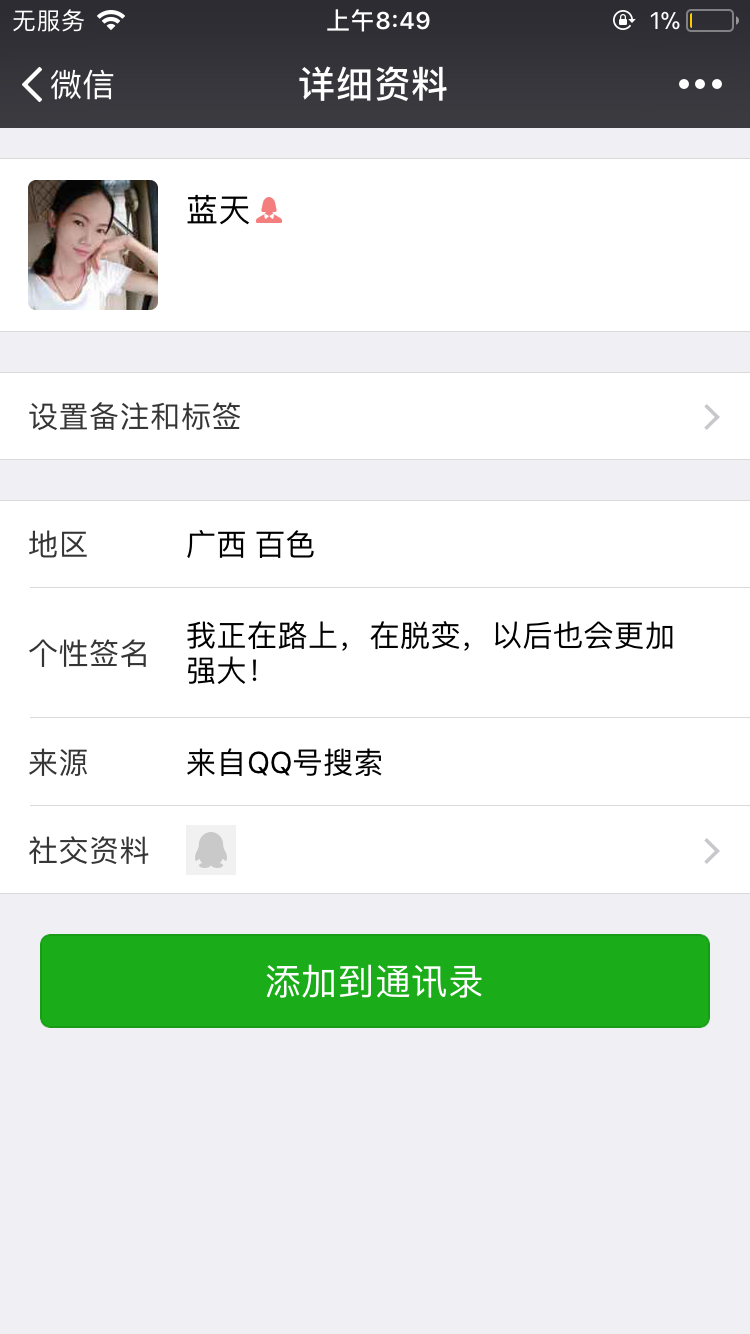 无服务 上午8:49 1%
微信 详细资料
蓝天
设置备注和标签
地区 广西 百色
个性签名 我正在路上，在脱变，以后也会更加
强大！
来源 来自QQ号搜索
社交资料
添加到通讯录